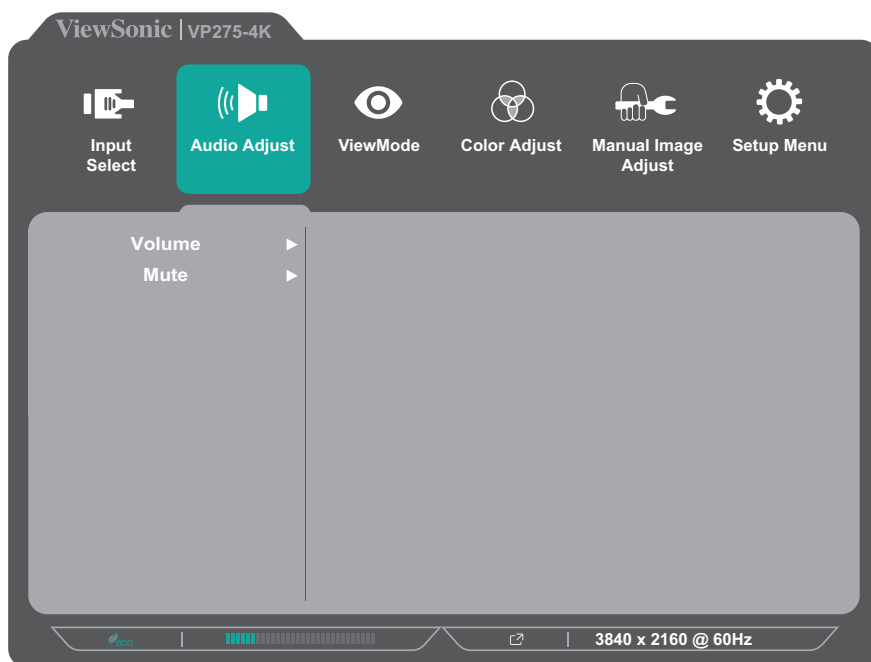 ViewSonic | VP275-4K
Input Select
Audio Adjust
ViewMode
Color Adjust
Manual Image Adjust
Setup Menu
Volume
Mute
eco
3840 x 2160 @ 60Hz